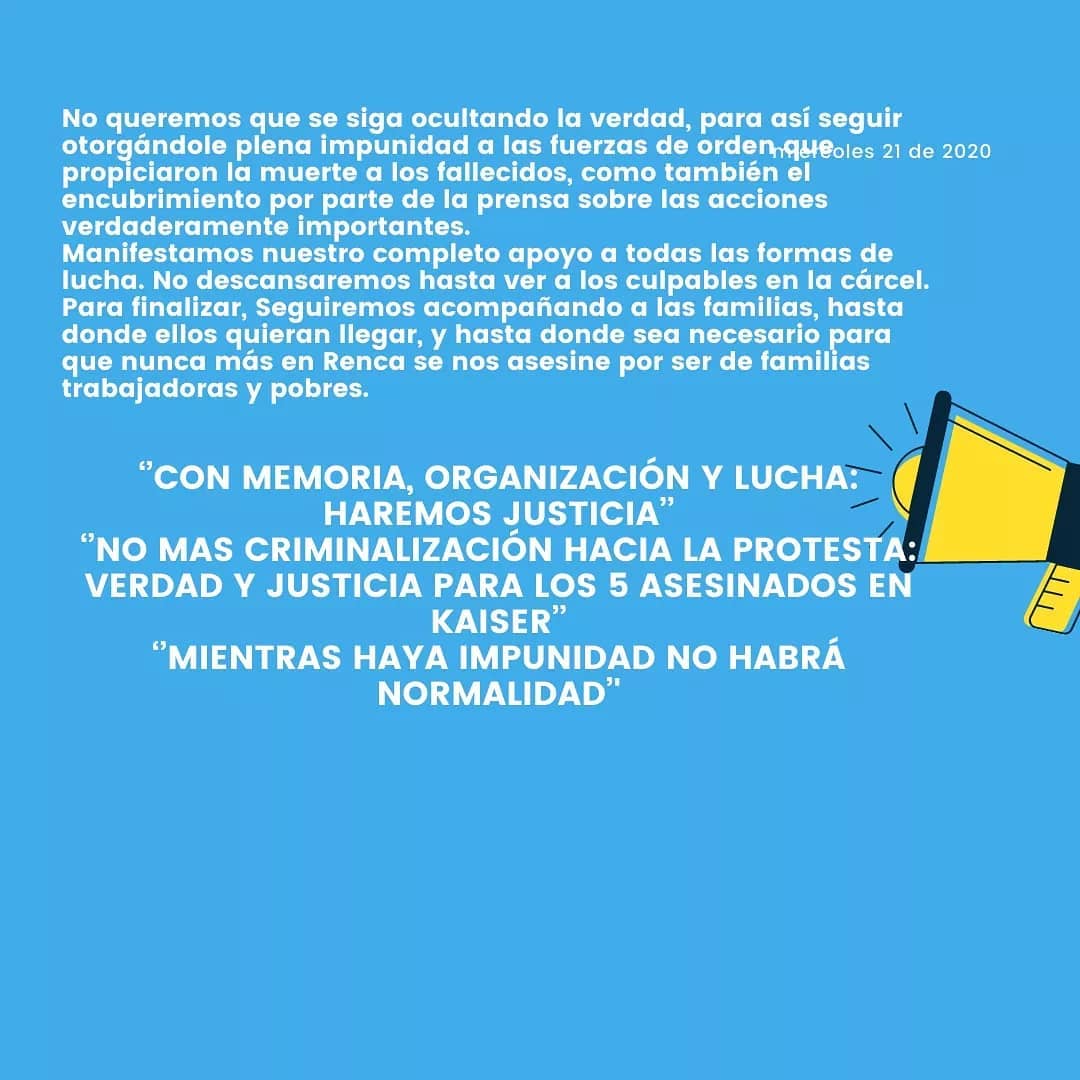 No queremos que se siga ocultando la verdad, para así seguir
otorgándole plena impunidad a las fuerzas de orden que
miércoles 21 de 2020
propiciaron la muerte a los fallecidos, como también el
encubrimiento por parte de la prensa sobre las acciones
verdaderamente importantes.
Manifestamos nuestro completo apoyo a todas las formas de
lucha. No descansaremos hasta ver a los culpables en la cárcel.
Para finalizar, Seguiremos acompañando a las familias, hasta
donde ellos quieran llegar, y hasta donde sea necesario para
que nunca más en Renca se nos asesine por ser de familias
trabajadoras y pobres.
‘’CON MEMORIA, ORGANIZACIÓN Y LUCHA:
HAREMOS JUSTICIA’’
‘’NO MAS CRIMINALIZACIÓN HACIA LA PROTESTA:
VERDAD Y JUSTICIA PARA LOS 5 ASESINADOS EN
KAISER’’
‘’MIENTRAS HAYA IMPUNIDAD NO HABRÁ
NORMALIDAD’'